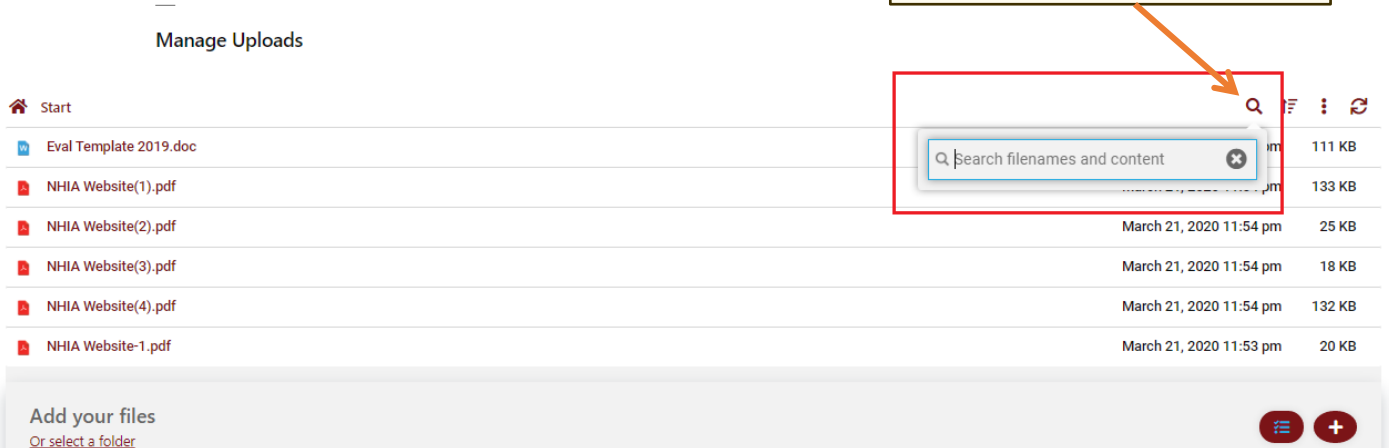 Manage Uploads
Start
Eval Template 2019.doc pm 111 KB
Search filenames and content
NHIA Website(1).pdf pm 133 KB
NHIA Website(2).pdf March 21, 2020 11:54 pm 25 KB
NHIA Website(3).pdf March 21, 2020 11:54 pm 18 KB
NHIA Website(4).pdf March 21, 2020 11:54 pm 132 KB
NHIA Website-1.pdf March 21, 2020 11:53 pm 20 KB
Add your files
Or select a folder